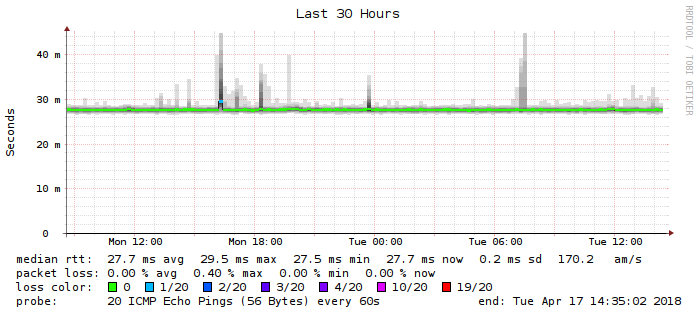 Last 30 Hours
RRDTOOL / TOBI OETIKER
Seconds
40 m
30 m
20 m
10 m
0
Mon 12:00 Mon 18:00 Tue 00:00 Tue 06:00 Tue 12:00
median rtt: 27.7 ms avg 29.5 ms max 27.5 ms min 27.7 ms now 0.2 ms sd 170.2 am/s
packet loss: 0.00 % avg 0.40 % max 0.00 % min 0.00 % now
loss color: 0 1/20 2/20 3/20 4/20 10/20 19/20
probe: 20 ICMP Echo Pings (56 Bytes) every 60s end: Tue Apr 17 14:35:02 2018